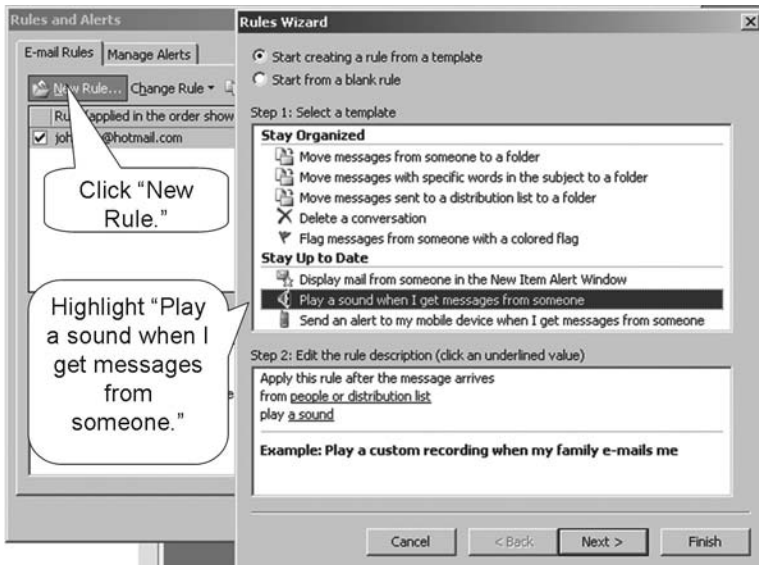 Rules and Alerts
E-mail Rules
Manage Alerts
New Rule...
Change Rule
Rule (applied in the order show
@hotmail.com
Click “New
Rule.”
Highlight “Play
a sound when I
get messages
from
someone.”
Rules Wizard
Start creating a rule from a template
Start from a blank rule
Step 1: Select a template
Stay Organized
Move messages from someone to a folder
Move messages with specific words in the subject to a folder
Move messages sent to a distribution list to a folder
Delete a conversation
Flag messages from someone with a colored flag
Stay Up to Date
Display mail from someone in the New Item Alert Window
Play a sound when I get messages from someone
Send an alert to my mobile device when I get messages from someone
Step 2: Edit the rule description (click an underlined value)
Apply this rule after the message arrives
from people or distribution list
play a sound
Example: Play a custom recording when my family e-mails me
Cancel
< Back
Next >
Finish